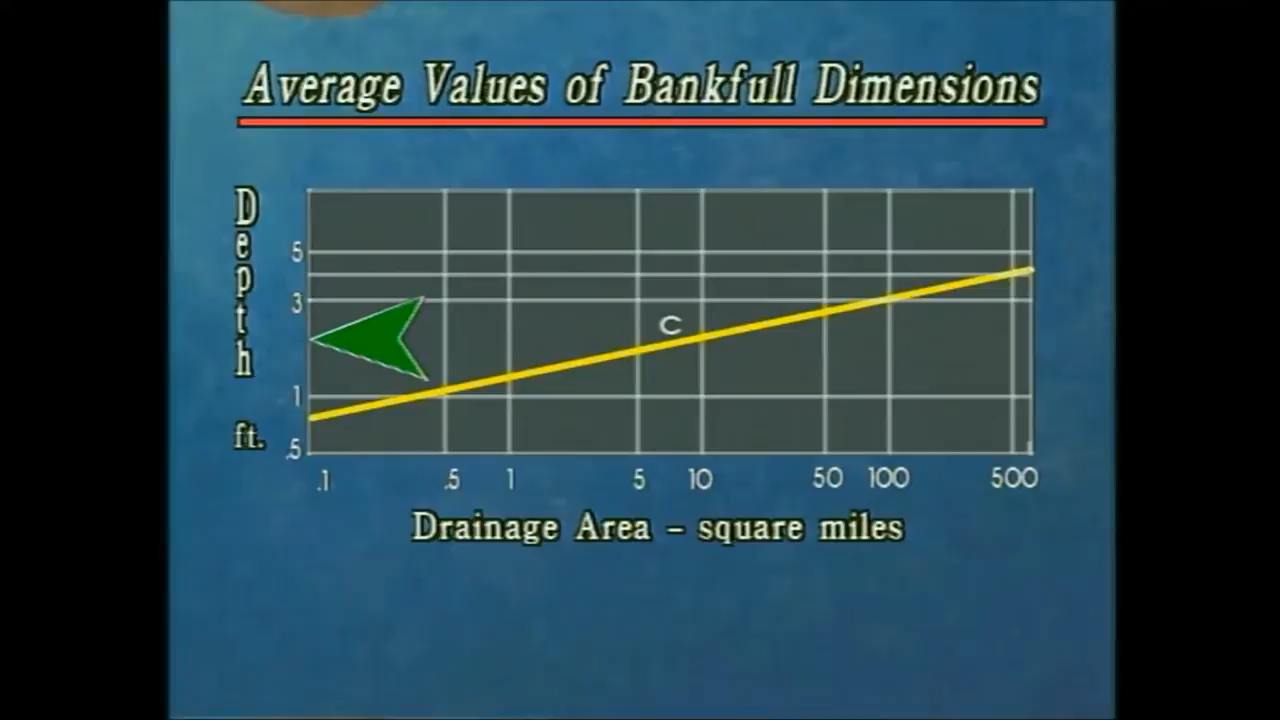 Average Values of Bankfull Dimensions
Depth ft.
5
3
1
.5
C
.1 .5 1 5 10 50 100 500
Drainage Area – square miles